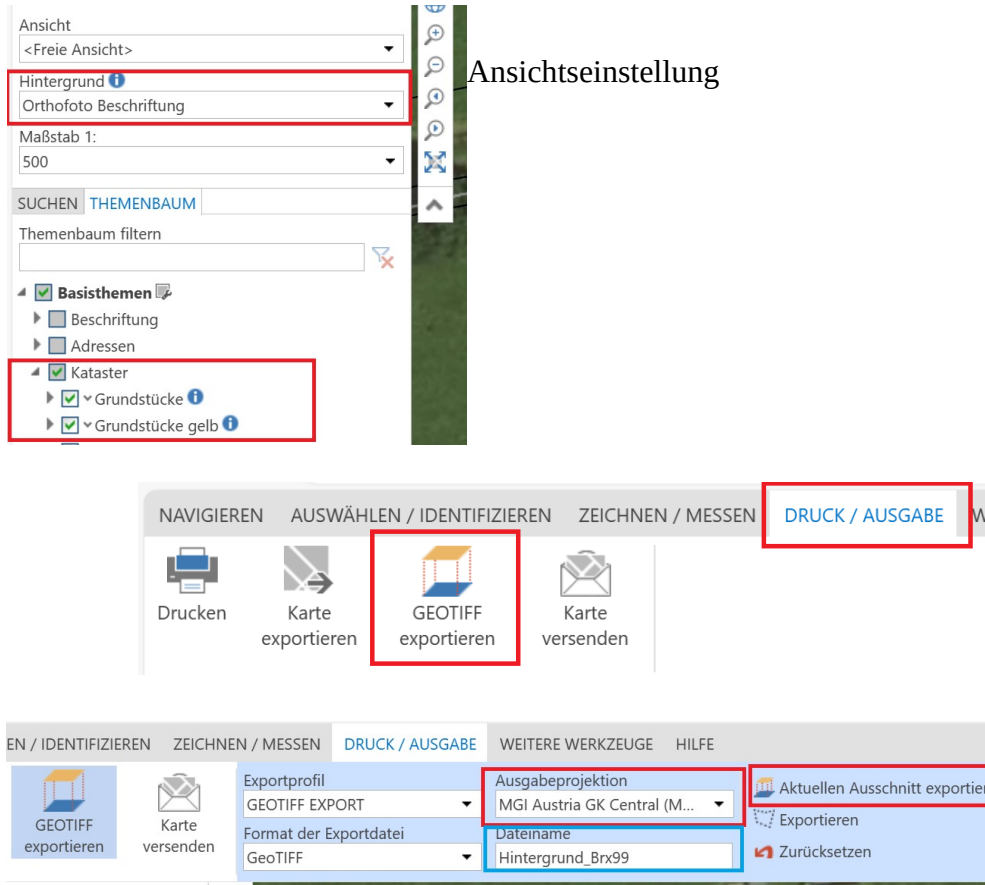 Ansicht
<Freie Ansicht>
Hintergrund
Orthofoto Beschriftung
Ansichtseinstellung
Maßstab 1:
500
SUCHEN THEMENBAUM
Themenbaum filtern
Basisthemen
Beschriftung
Adressen
Kataster
Grundstücke
Grundstücke gelb
NAVIGIEREN AUSWÄHLEN / IDENTIFIZIEREN ZEICHNEN / MESSEN DRUCK / AUSGABE W
Drucken
Karte
exportieren
GEOTIFF
exportieren
Karte
versenden
EN / IDENTIFIZIEREN ZEICHNEN / MESSEN DRUCK / AUSGABE WEITERE WERKZEUGE HILFE
GEOTIFF
exportieren
Karte
versenden
Exportprofil
GEOTIFF EXPORT
Format der Exportdatei
GeoTIFF
Ausgabeprojektion
MGI Austria GK Central (M...
Dateiname
Hintergrund_Brx99
Aktuellen Ausschnitt exportier
Exportieren
Zurücksetzen